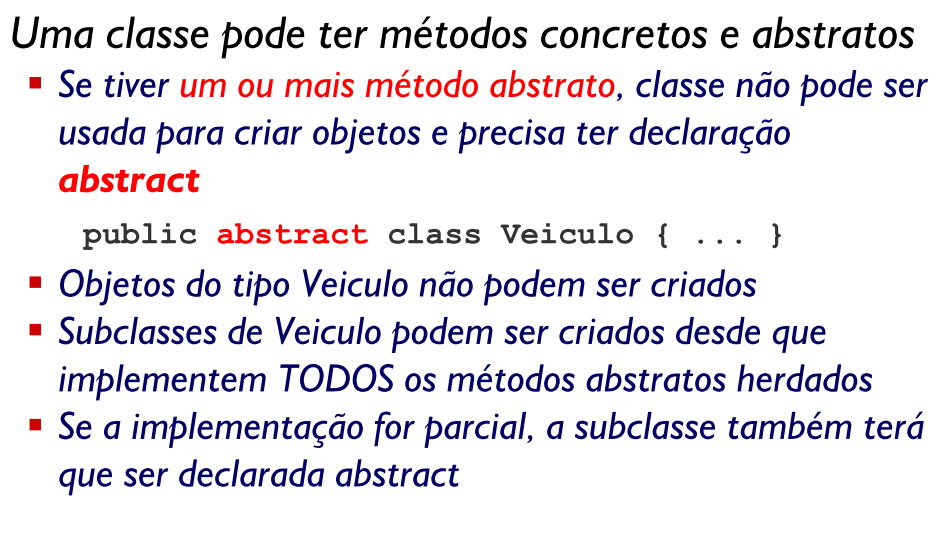 Uma classe pode ter métodos concretos e abstratos
▪ Se tiver um ou mais método abstrato, classe não pode ser
usada para criar objetos e precisa ter declaração
abstract
public abstract class Veiculo { ... }
▪ Objetos do tipo Veiculo não podem ser criados
▪ Subclasses de Veiculo podem ser criados desde que
implementem TODOS os métodos abstratos herdados
▪ Se a implementação for parcial, a subclasse também terá
que ser declarada abstract